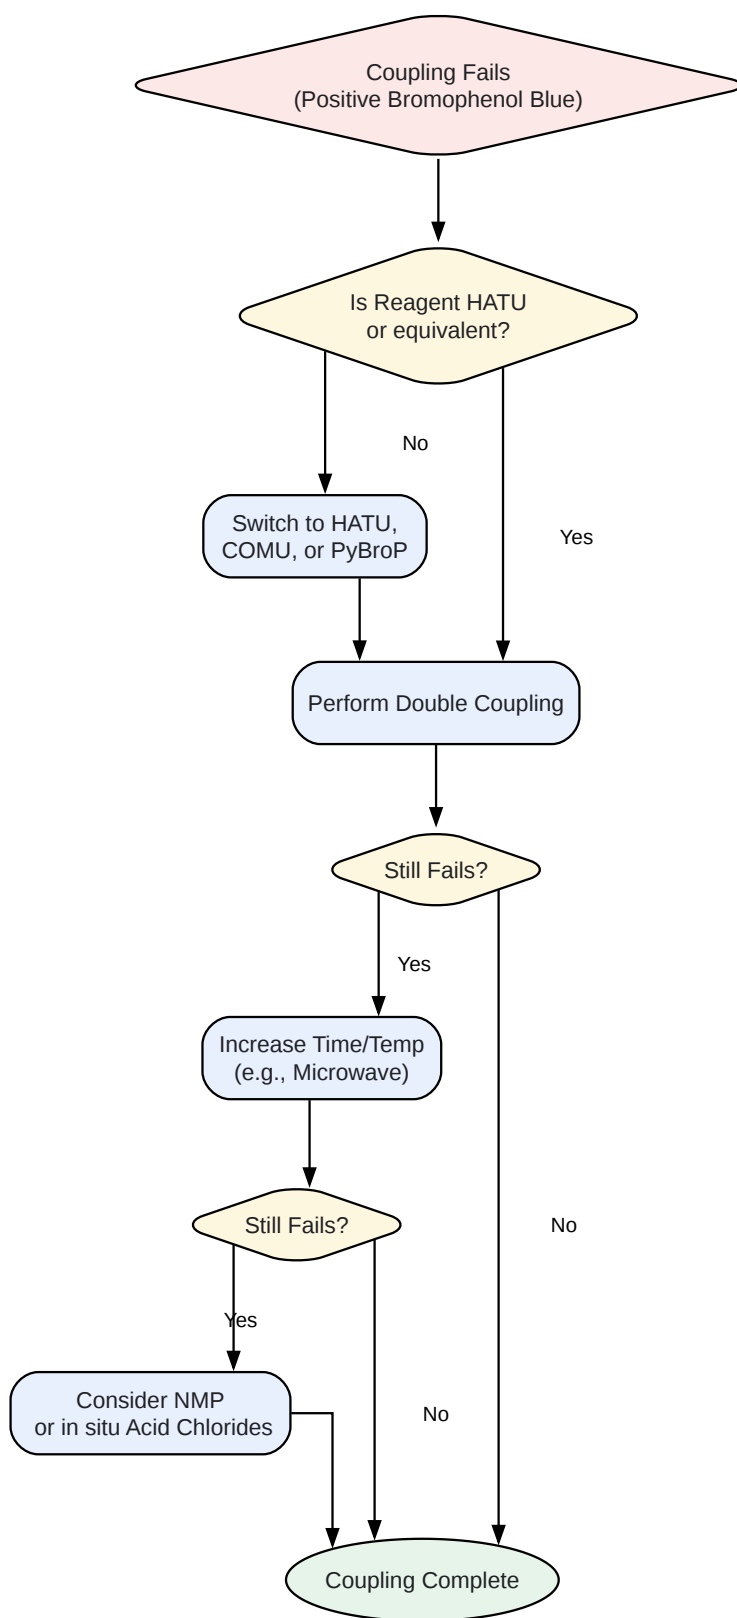 Coupling Fails
(Positive Bromophenol Blue)
Is Reagent HATU
or equivalent?
No
Switch to HATU,
COMU, or PyBroP
Yes
Perform Double Coupling
Still Fails?
Yes
Increase Time/Temp
(e.g., Microwave)
Still Fails?
No
Yes
Consider NMP
or in situ Acid Chlorides
No
Coupling Complete